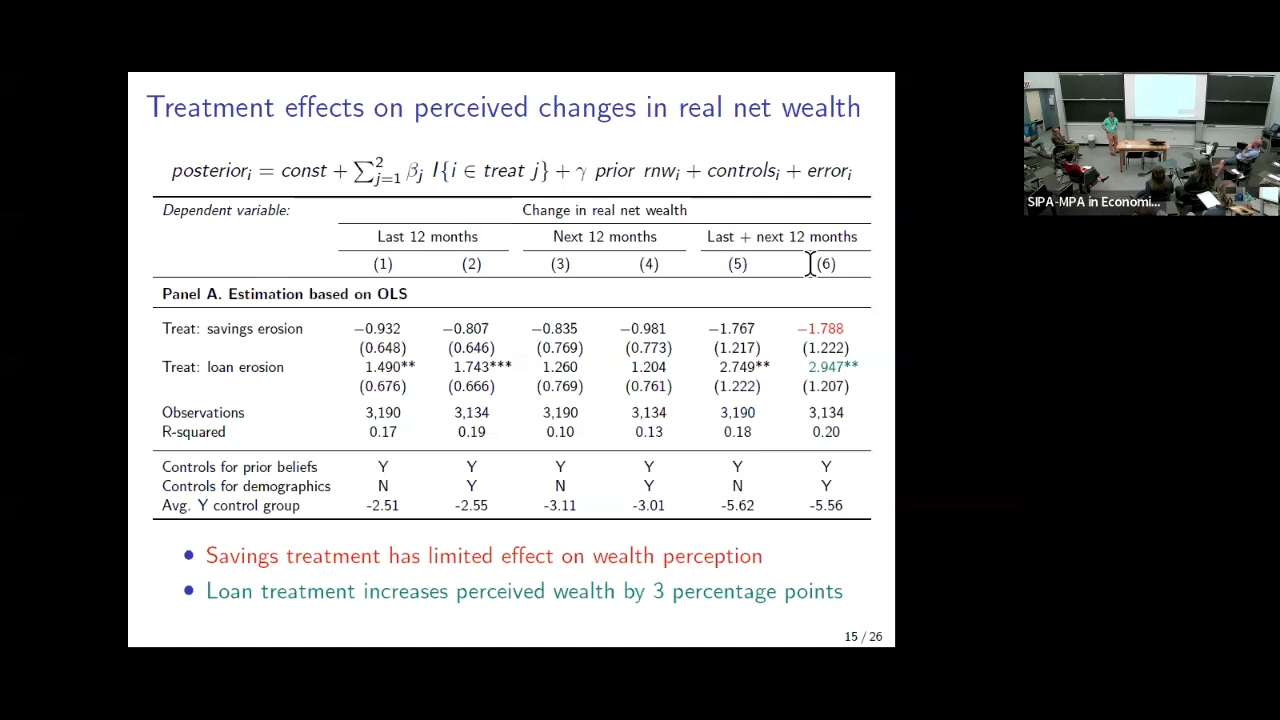 Treatment effects on perceived changes in real net wealth
posteriorᵢ = const + ∑²ⱼ₌₁ βⱼ I{i ∈ treat j} + γ prior rnwᵢ + controlsᵢ + errorᵢ
Dependent variable: Change in real net wealth
Last 12 months Next 12 months Last + next 12 months
(1) (2) (3) (4) (5) (6)
Panel A. Estimation based on OLS
Treat: savings erosion −0.932 −0.807 −0.835 −0.981 −1.767 −1.788
(0.648) (0.646) (0.769) (0.773) (1.217) (1.222)
Treat: loan erosion 1.490** 1.743*** 1.260 1.204 2.749** 2.947**
(0.676) (0.666) (0.769) (0.761) (1.222) (1.207)
Observations 3,190 3,134 3,190 3,134 3,190 3,134
R-squared 0.17 0.19 0.10 0.13 0.18 0.20
Controls for prior beliefs Y Y Y Y Y Y
Controls for demographics N Y N Y N Y
Avg. Y control group -2.51 -2.55 -3.11 -3.01 -5.62 -5.56
• Savings treatment has limited effect on wealth perception
• Loan treatment increases perceived wealth by 3 percentage points
15 / 26
SIPA-MPA in Economi...